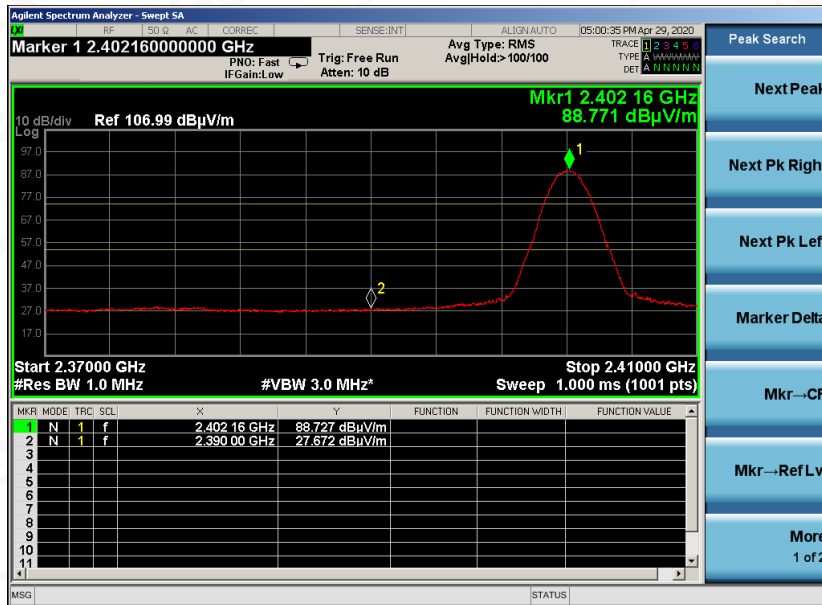 Agilent Spectrum Analyzer - Swept SA
LXI RF 50 Ω AC CORREC SENSE:INT ALIGN AUTO 05:00:35 PM Apr 29, 2020
Marker 1 2.402160000000 GHz
PNO: Fast
IFGain:Low
Trig: Free Run
Atten: 10 dB
Avg Type: RMS
Avg|Hold:>100/100
TRACE 1 2 3 4 5 6
TYPE A WWWWW
DET A N N N N N
Mkr1 2.402 16 GHz
88.771 dBµV/m
10 dB/div Ref 106.99 dBµV/m
Log
97.0
87.0
77.0
67.0
57.0
47.0
37.0
27.0
17.0
1
2
Start 2.37000 GHz Stop 2.41000 GHz
#Res BW 1.0 MHz #VBW 3.0 MHz* Sweep 1.000 ms (1001 pts)
MKR MODE TRC SCL X Y FUNCTION FUNCTION WIDTH FUNCTION VALUE
1 N 1 f 2.402 16 GHz 88.727 dBµV/m
2 N 1 f 2.390 00 GHz 27.672 dBµV/m
3
4
5
6
7
8
9
10
11
MSG STATUS
Peak Search
Next Peak
Next Pk Righ
Next Pk Lef
Marker Delta
Mkr→CF
Mkr→Ref Lv
More
1 of 2